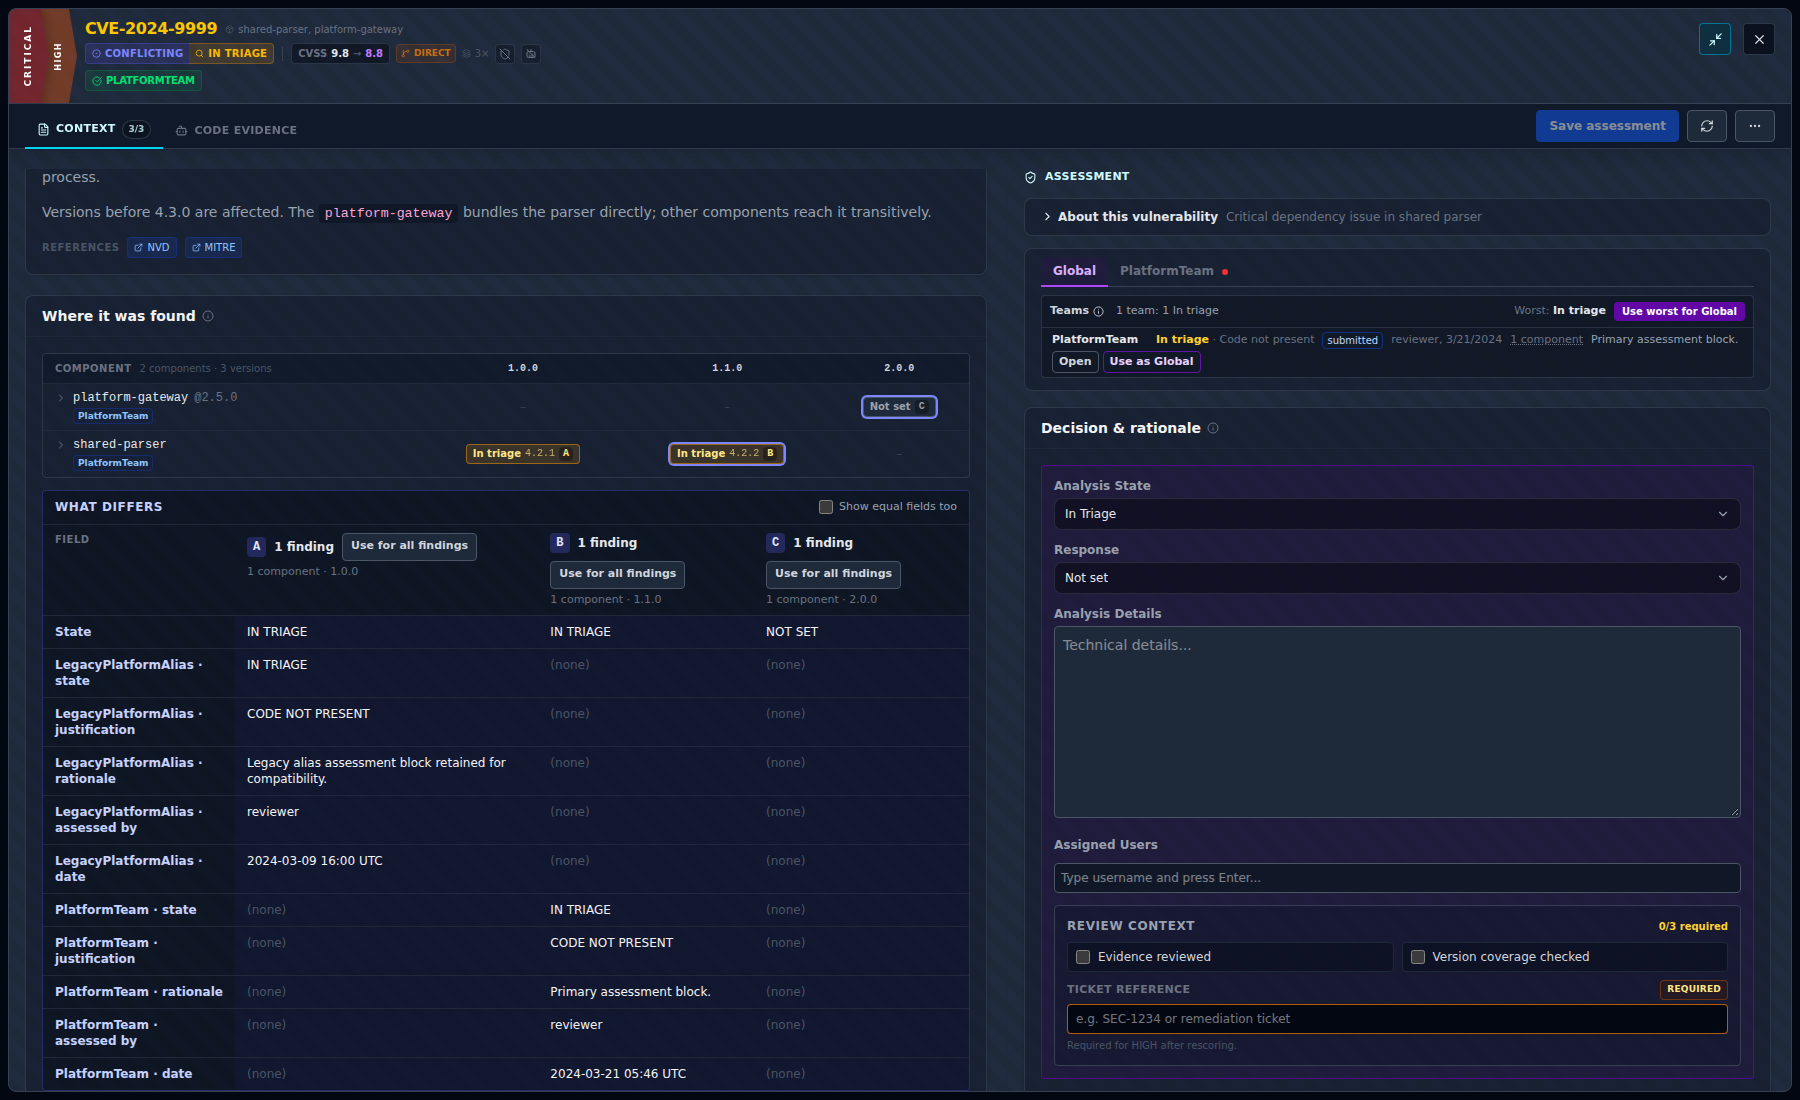 CRITICAL
HIGH
CVE-2024-9999 shared-parser, platform-gateway
CONFLICTING IN TRIAGE CVSS 9.8 → 8.8 DIRECT 3×
PLATFORMTEAM
CONTEXT 3/3 CODE EVIDENCE
Save assessment
process.
Versions before 4.3.0 are affected. The platform-gateway bundles the parser directly; other components reach it transitively.
REFERENCES NVD MITRE
Where it was found
COMPONENT 2 components · 3 versions 1.0.0 1.1.0 2.0.0
platform-gateway @2.5.0
PlatformTeam
– – Not set C
shared-parser
PlatformTeam
In triage 4.2.1 A In triage 4.2.2 B –
WHAT DIFFERS Show equal fields too
FIELD A 1 finding Use for all findings B 1 finding C 1 finding
Use for all findings Use for all findings
1 component · 1.0.0 1 component · 1.1.0 1 component · 2.0.0
State IN TRIAGE IN TRIAGE NOT SET
LegacyPlatformAlias · IN TRIAGE (none) (none)
state
LegacyPlatformAlias · CODE NOT PRESENT (none) (none)
justification
LegacyPlatformAlias · Legacy alias assessment block retained for (none) (none)
rationale compatibility.
LegacyPlatformAlias · reviewer (none) (none)
assessed by
LegacyPlatformAlias · 2024-03-09 16:00 UTC (none) (none)
date
PlatformTeam · state (none) IN TRIAGE (none)
PlatformTeam · (none) CODE NOT PRESENT (none)
justification
PlatformTeam · rationale (none) Primary assessment block. (none)
PlatformTeam · (none) reviewer (none)
assessed by
PlatformTeam · date (none) 2024-03-21 05:46 UTC (none)
ASSESSMENT
About this vulnerability Critical dependency issue in shared parser
Global PlatformTeam
Teams 1 team: 1 In triage Worst: In triage Use worst for Global
PlatformTeam In triage · Code not present submitted reviewer, 3/21/2024 1 component Primary assessment block.
Open Use as Global
Decision & rationale
Analysis State
In Triage
Response
Not set
Analysis Details
Technical details...
Assigned Users
Type username and press Enter...
REVIEW CONTEXT 0/3 required
Evidence reviewed Version coverage checked
TICKET REFERENCE REQUIRED
e.g. SEC-1234 or remediation ticket
Required for HIGH after rescoring.